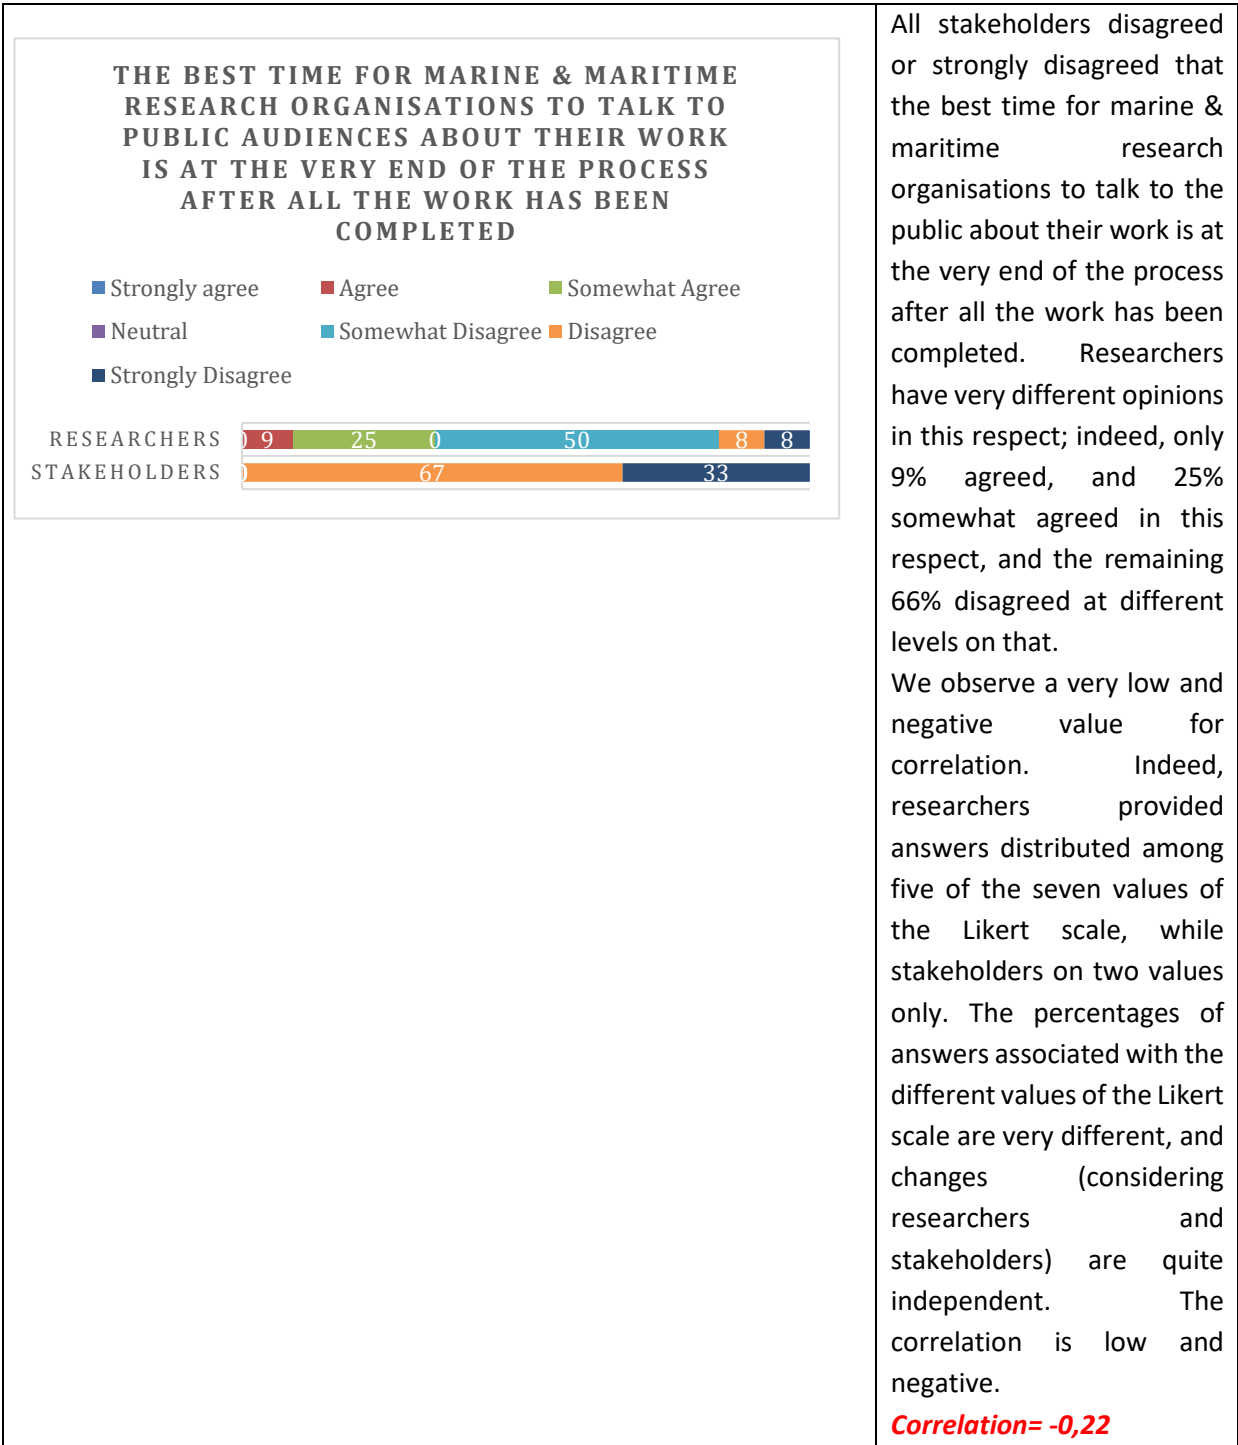 THE BEST TIME FOR MARINE & MARITIME
RESEARCH ORGANISATIONS TO TALK TO
PUBLIC AUDIENCES ABOUT THEIR WORK
IS AT THE VERY END OF THE PROCESS
AFTER ALL THE WORK HAS BEEN
COMPLETED
Strongly agree Agree Somewhat Agree
Neutral Somewhat Disagree Disagree
Strongly Disagree
RESEARCHERS 0 9 25 0 50 8 8
STAKEHOLDERS 0 67 33
All stakeholders disagreed
or strongly disagreed that
the best time for marine &
maritime research
organisations to talk to the
public about their work is at
the very end of the process
after all the work has been
completed. Researchers
have very different opinions
in this respect; indeed, only
9% agreed, and 25%
somewhat agreed in this
respect, and the remaining
66% disagreed at different
levels on that.
We observe a very low and
negative value for
correlation. Indeed,
researchers provided
answers distributed among
five of the seven values of
the Likert scale, while
stakeholders on two values
only. The percentages of
answers associated with the
different values of the Likert
scale are very different, and
changes (considering
researchers and
stakeholders) are quite
independent. The
correlation is low and
negative.
Correlation= -0,22